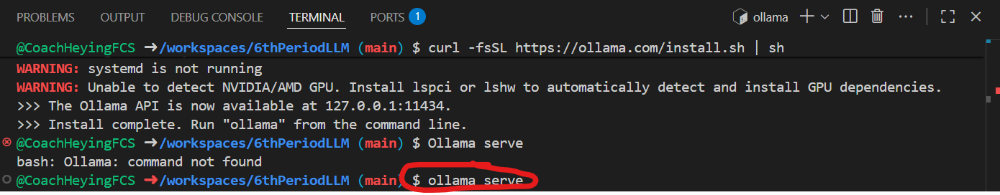 PROBLEMS OUTPUT DEBUG CONSOLE TERMINAL PORTS 1 ollama
@CoachHeyingFCS ➜/workspaces/6thPeriodLLM (main) $ curl -fsSL https://ollama.com/install.sh | sh
WARNING: systemd is not running
WARNING: Unable to detect NVIDIA/AMD GPU. Install lspci or lshw to automatically detect and install GPU dependencies.
>>> The Ollama API is now available at 127.0.0.1:11434.
>>> Install complete. Run "ollama" from the command line.
@CoachHeyingFCS ➜/workspaces/6thPeriodLLM (main) $ Ollama serve
bash: Ollama: command not found
@CoachHeyingFCS ➜/workspaces/6thPeriodLLM (main) $ ollama serve